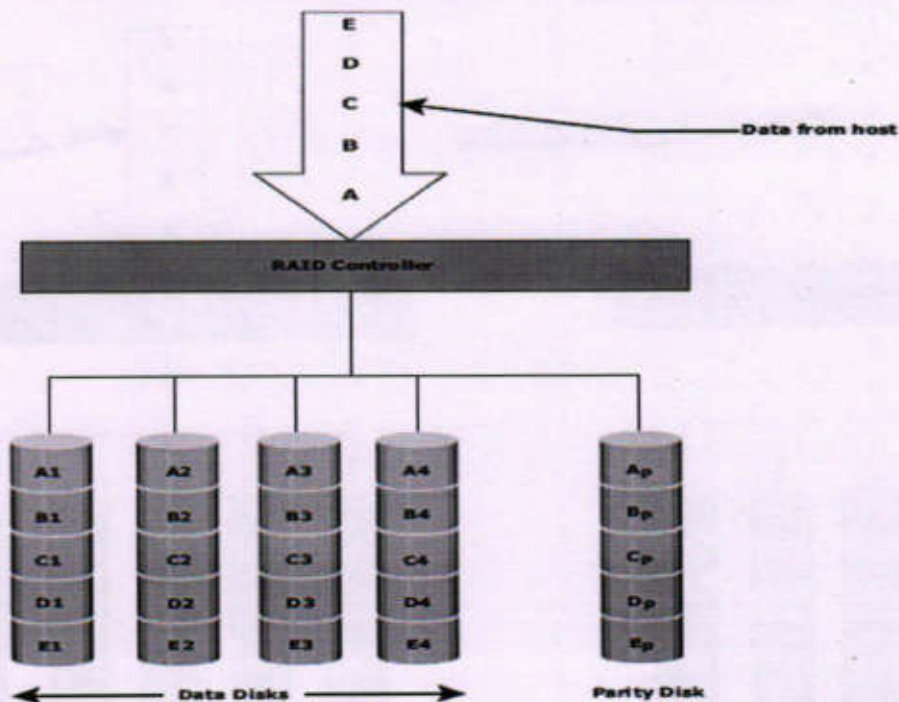 E
D
C
B
A
Data from host
RAID Controller
A1 A2 A3 A4 Ap
B1 B2 B3 B4 Bp
C1 C2 C3 C4 Cp
D1 D2 D3 D4 Dp
E1 E2 E3 E4 Ep
Data Disks Parity Disk